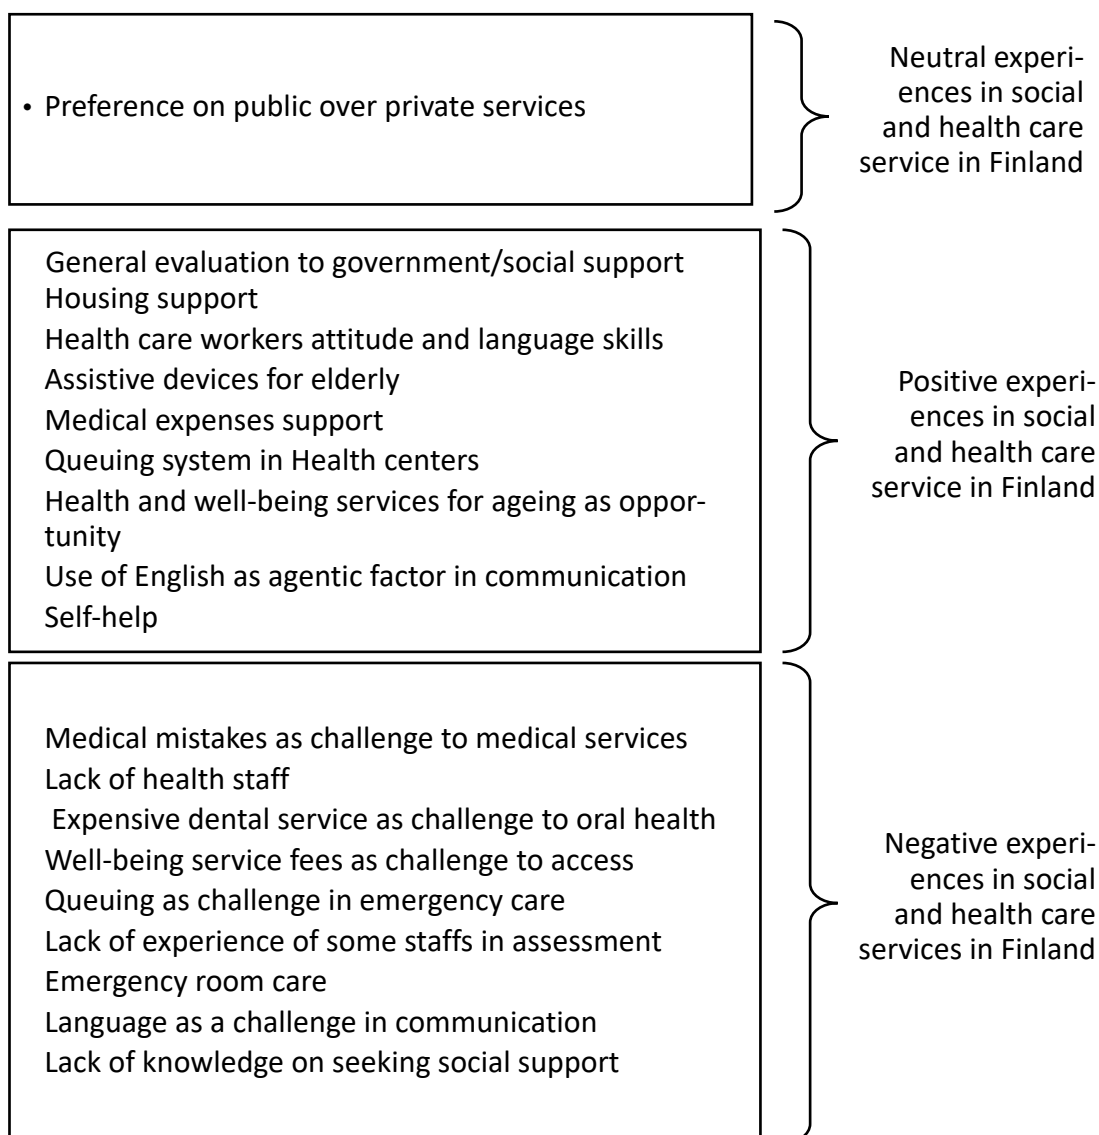 • Preference on public over private services
Neutral experi-
ences in social
and health care
service in Finland
General evaluation to government/social support
Housing support
Health care workers attitude and language skills
Assistive devices for elderly
Medical expenses support
Queuing system in Health centers
Health and well-being services for ageing as oppor-
tunity
Use of English as agentic factor in communication
Self-help
Positive experi-
ences in social
and health care
service in Finland
Medical mistakes as challenge to medical services
Lack of health staff
Expensive dental service as challenge to oral health
Well-being service fees as challenge to access
Queuing as challenge in emergency care
Lack of experience of some staffs in assessment
Emergency room care
Language as a challenge in communication
Lack of knowledge on seeking social support
Negative experi-
ences in social
and health care
services in Finland